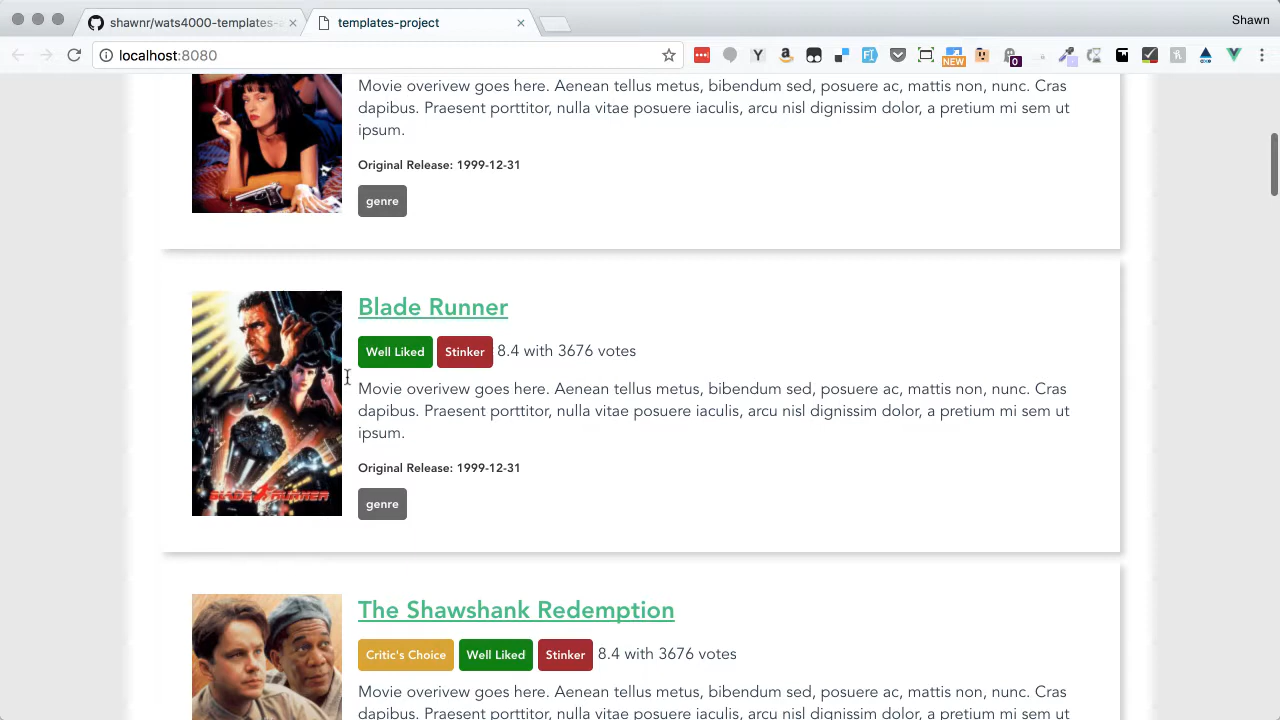 shawnr/wats4000-templates-a
templates-project
Shawn
localhost:8080
NEW
0
Movie overivew goes here. Aenean tellus metus, bibendum sed, posuere ac, mattis non, nunc. Cras
dapibus. Praesent porttitor, nulla vitae posuere iaculis, arcu nisl dignissim dolor, a pretium mi sem ut
ipsum.
Original Release: 1999-12-31
genre
Blade Runner
Well Liked Stinker 8.4 with 3676 votes
Movie overivew goes here. Aenean tellus metus, bibendum sed, posuere ac, mattis non, nunc. Cras
dapibus. Praesent porttitor, nulla vitae posuere iaculis, arcu nisl dignissim dolor, a pretium mi sem ut
ipsum.
BLADE RUNNER
Original Release: 1999-12-31
genre
The Shawshank Redemption
Critic's Choice Well Liked Stinker 8.4 with 3676 votes
Movie overivew goes here. Aenean tellus metus, bibendum sed, posuere ac, mattis non, nunc. Cras
dapibus. Praesent porttitor, nulla vitae posuere iaculis, arcu nisl dignissim dolor, a pretium mi sem ut